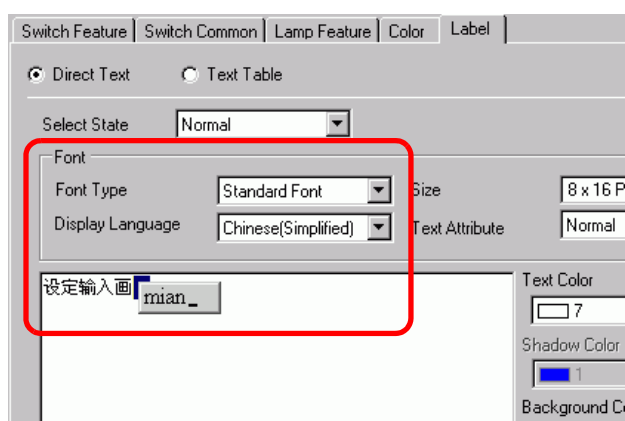 Switch Feature Switch Common Lamp Feature Color Label
Direct Text Text Table
Select State Normal
Font
Font Type Standard Font Size 8 x 16 P
Display Language Chinese(Simplified) Text Attribute Normal
设定输入画 mian_
Text Color
7
Shadow Color
1
Background C